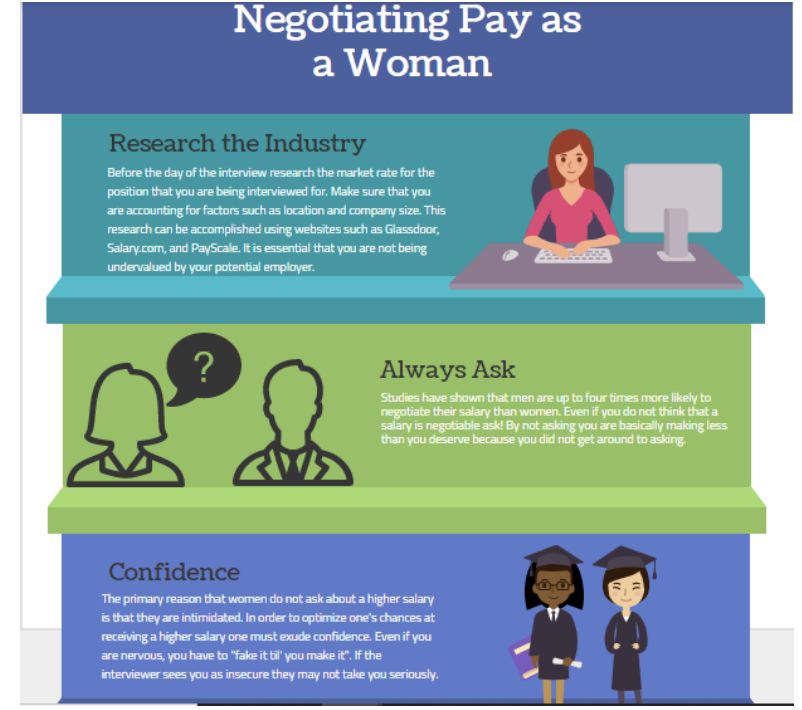 Negotiating Pay as
a Woman
Research the Industry
Before the day of the interview research the market rate for the
position that you are being interviewed for. Make sure that you
are accounting for factors such as location and company size. This
research can be accomplished using websites such as Glassdoor,
Salary.com, and PayScale. It is essential that you are not being
undervalued by your potential employer.
?
Always Ask
Studies have shown that men are up to four times more likely to
negotiate their salary than women. Even if you do not think that a
salary is negotiable ask! By not asking you are basically making less
than you deserve because you did not get around to asking.
Confidence
The primary reason that women do not ask about a higher salary
is that they are intimidated. In order to optimize one's chances at
receiving a higher salary one must exude confidence. Even if you
are nervous, you have to "fake it til' you make it". If the
interviewer sees you as insecure they may not take you seriously.